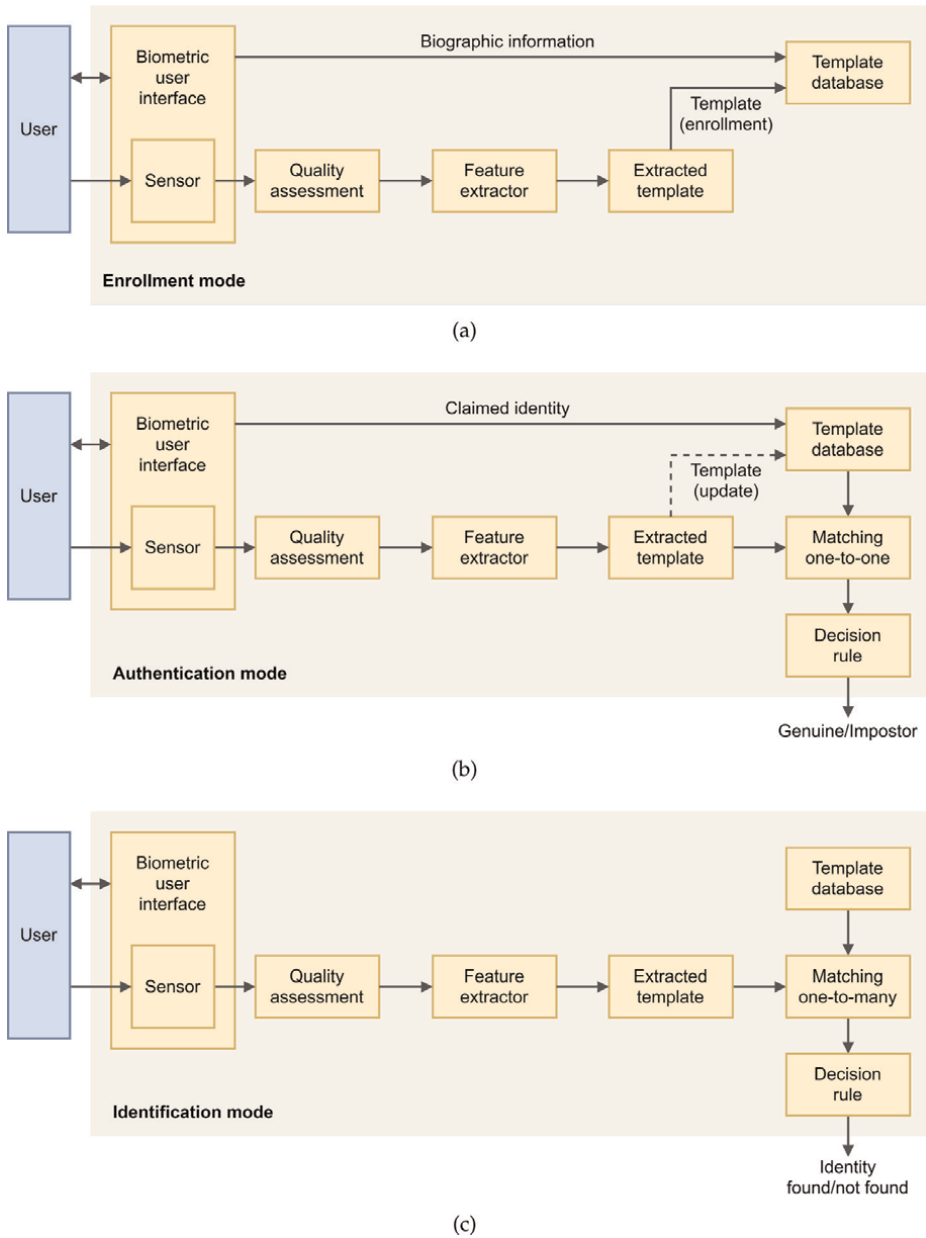 Biographic information
Biometric
user
interface
Template
database
User
Template
(enrollment)
Sensor
Quality
assessment
Feature
extractor
Extracted
template
Enrollment mode
(a)
Claimed identity
Biometric
user
interface
Template
database
User
Template
(update)
Sensor
Quality
assessment
Feature
extractor
Extracted
template
Matching
one-to-one
Decision
rule
Authentication mode
Genuine/Impostor
(b)
Biometric
user
interface
Template
database
User
Sensor
Quality
assessment
Feature
extractor
Extracted
template
Matching
one-to-many
Decision
rule
Identification mode
Identity
found/not found
(c)